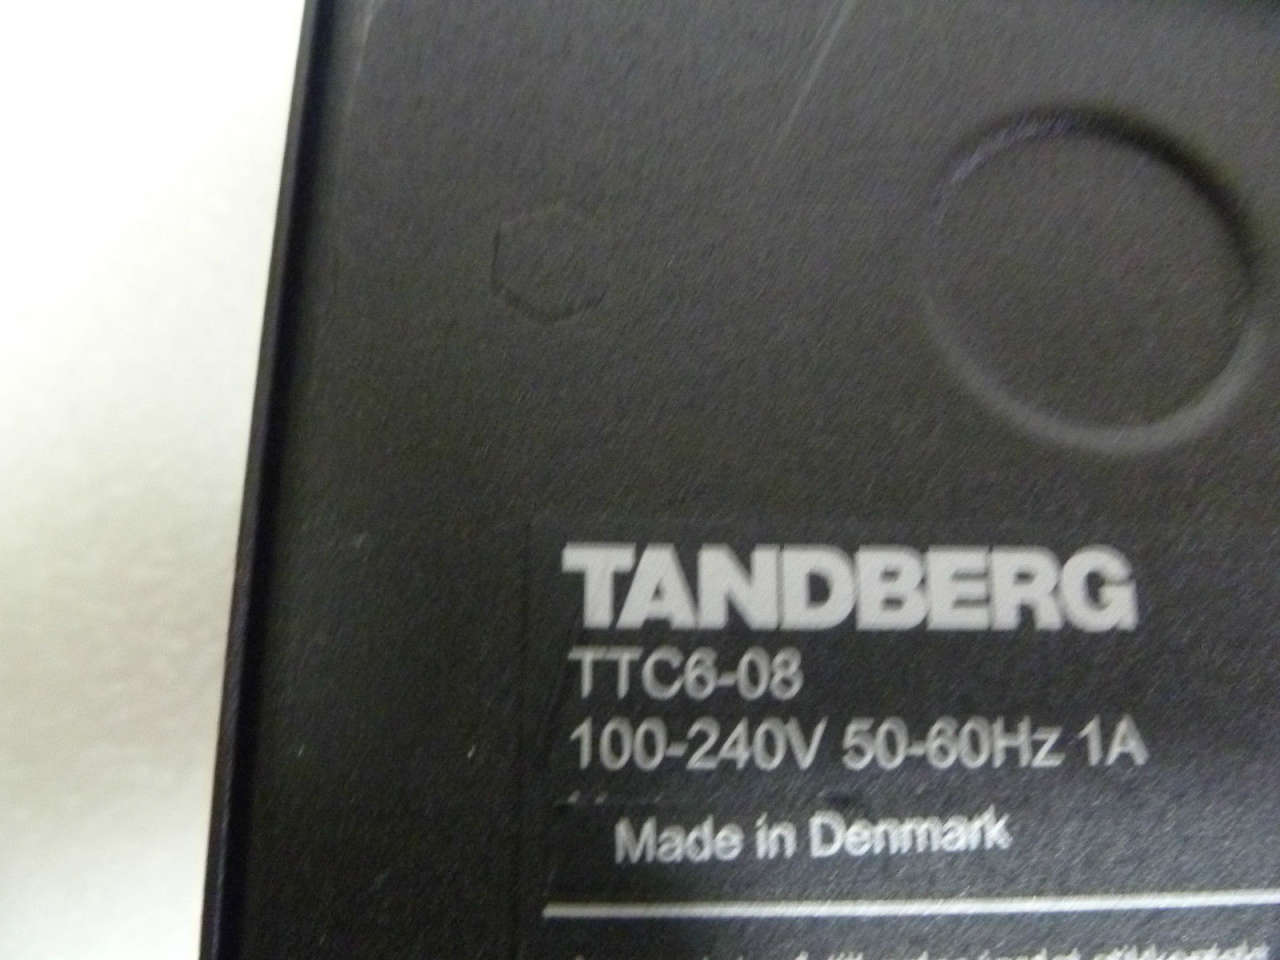 TANDBERG
TTC6-08
100-240V 50-60Hz 1A
Made in Denmark